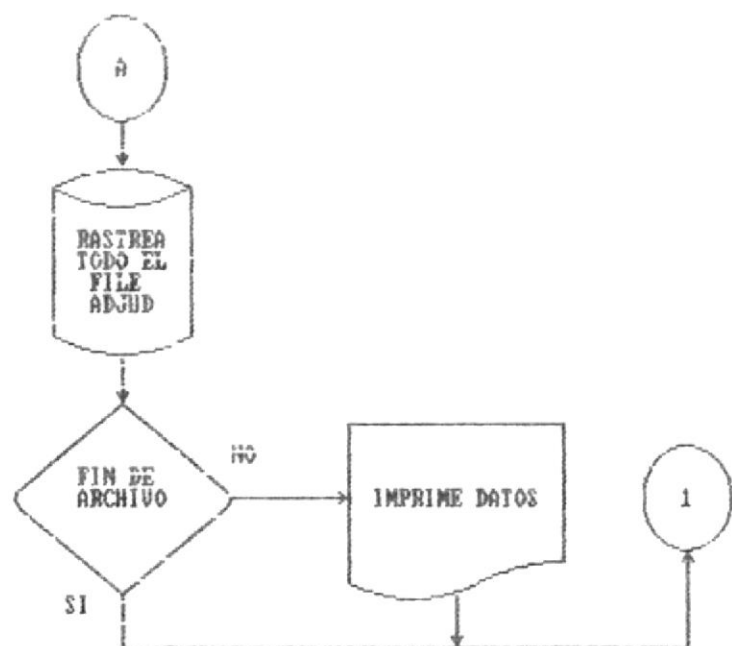 A
RASTREA
TODO EL
FILE
ADJUD
NO
FIN DE
ARCHIVO
IMPRIME DATOS
1
SI